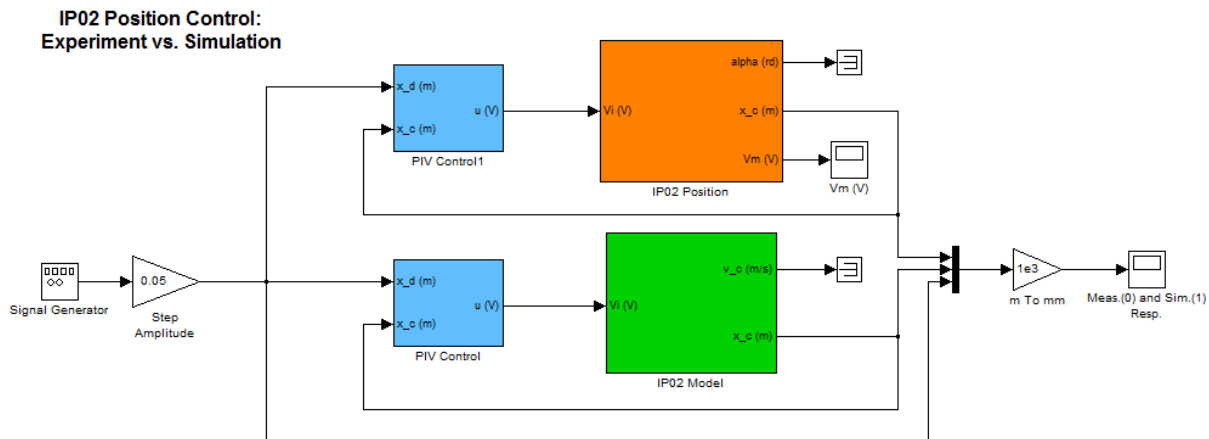 IP02 Position Control:
Experiment vs. Simulation
x_d (m)
x_c (m)
u (V)
PIV Control1
Vi (V)
alpha (rd)
x_c (m)
Vm (V)
IP02 Position
Vm (V)
Signal Generator
0.05
Step
Amplitude
x_d (m)
x_c (m)
u (V)
PIV Control
Vi (V)
v_c (m/s)
x_c (m)
IP02 Model
1e3
m To mm
Meas.(0) and Sim.(1)
Resp.